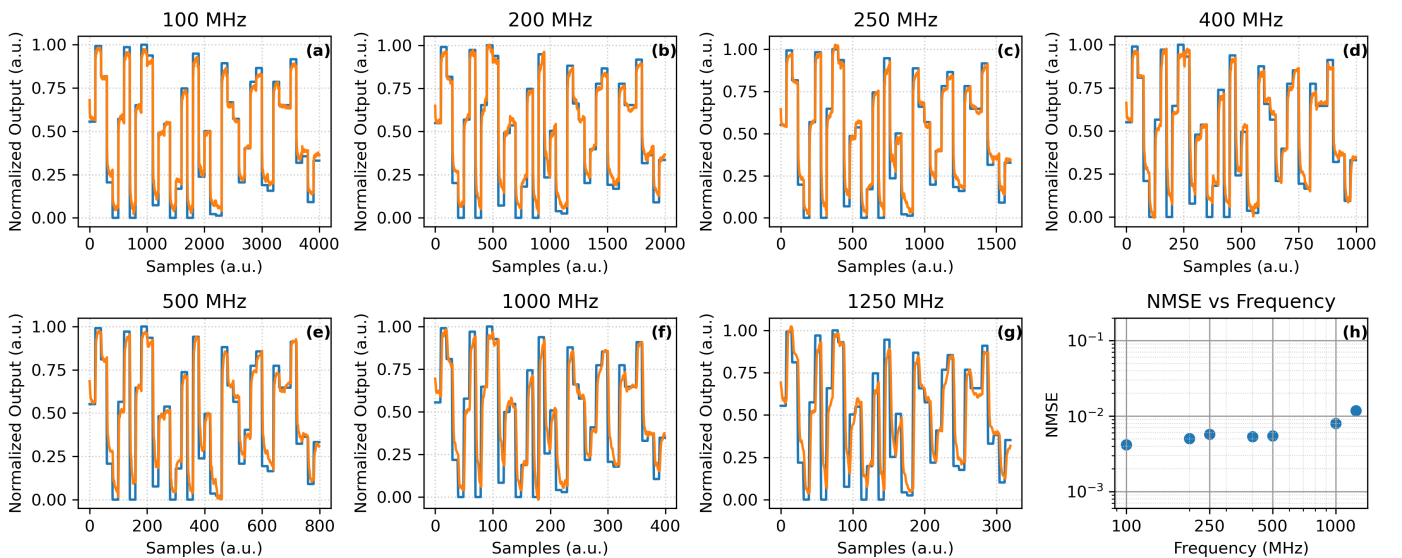 100 MHz
(a)
Normalized Output (a.u.)
1.00
0.75
0.50
0.25
0.00
0 1000 2000 3000 4000
Samples (a.u.)
200 MHz
(b)
Normalized Output (a.u.)
1.00
0.75
0.50
0.25
0.00
0 500 1000 1500 2000
Samples (a.u.)
250 MHz
(c)
Normalized Output (a.u.)
1.00
0.75
0.50
0.25
0.00
0 500 1000 1500
Samples (a.u.)
400 MHz
(d)
Normalized Output (a.u.)
1.00
0.75
0.50
0.25
0.00
0 250 500 750 1000
Samples (a.u.)
500 MHz
(e)
Normalized Output (a.u.)
1.00
0.75
0.50
0.25
0.00
0 200 400 600 800
Samples (a.u.)
1000 MHz
(f)
Normalized Output (a.u.)
1.00
0.75
0.50
0.25
0.00
0 100 200 300 400
Samples (a.u.)
1250 MHz
(g)
Normalized Output (a.u.)
1.00
0.75
0.50
0.25
0.00
0 100 200 300
Samples (a.u.)
NMSE vs Frequency
(h)
NMSE
10⁻¹
10⁻²
10⁻³
100 250 500 1000
Frequency (MHz)